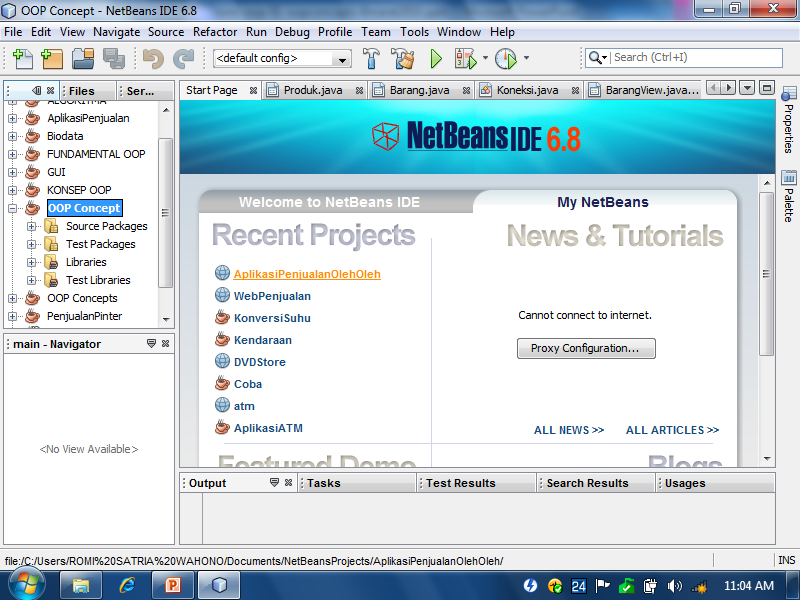 OOP Concept - NetBeans IDE 6.8
File Edit View Navigate Source Refactor Run Debug Profile Team Tools Window Help
<default config>
Search (Ctrl+I)
Files
Ser...
ALGORITMA
AplikasiPenjualan
Biodata
FUNDAMENTAL OOP
GUI
KONSEP OOP
OOP Concept
Source Packages
Test Packages
Libraries
Test Libraries
OOP Concepts
PenjualanPinter
main - Navigator
<No View Available>
Start Page
Produk.java
Barang.java
Koneksi.java
BarangView.java...
NetBeans IDE 6.8
Welcome to NetBeans IDE
My NetBeans
Recent Projects
AplikasiPenjualanOlehOleh
WebPenjualan
KonversiSuhu
Kendaraan
DVDStore
Coba
atm
AplikasiATM
News & Tutorials
Cannot connect to internet.
Proxy Configuration...
ALL NEWS >>
ALL ARTICLES >>
Featured Demo
Blogs
Properties
Palette
Output
Tasks
Test Results
Search Results
Usages
file:/C:/Users/ROMI%20SATRIA%20WAHONO/Documents/NetBeansProjects/AplikasiPenjualanOlehOleh/
INS
24
11:04 AM